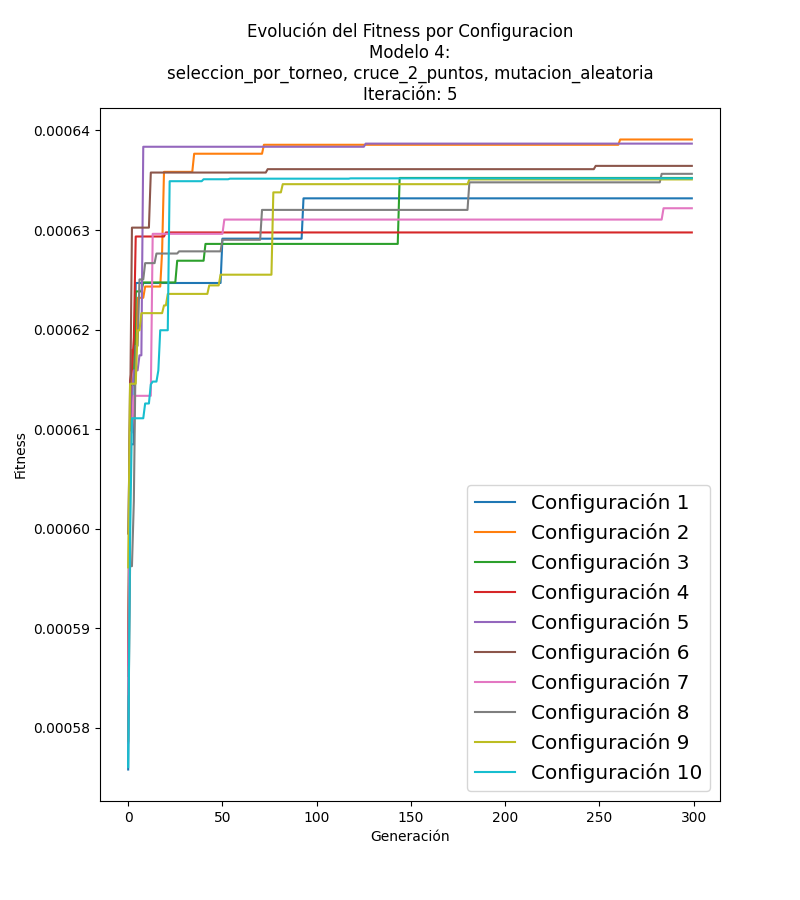 Evolución del Fitness por Configuracion
Modelo 4:
seleccion_por_torneo, cruce_2_puntos, mutacion_aleatoria
Iteración: 5
0.00064
0.00063
0.00062
0.00061
0.00060
0.00059
0.00058
Fitness
Configuración 1
Configuración 2
Configuración 3
Configuración 4
Configuración 5
Configuración 6
Configuración 7
Configuración 8
Configuración 9
Configuración 10
0 50 100 150 200 250 300
Generación